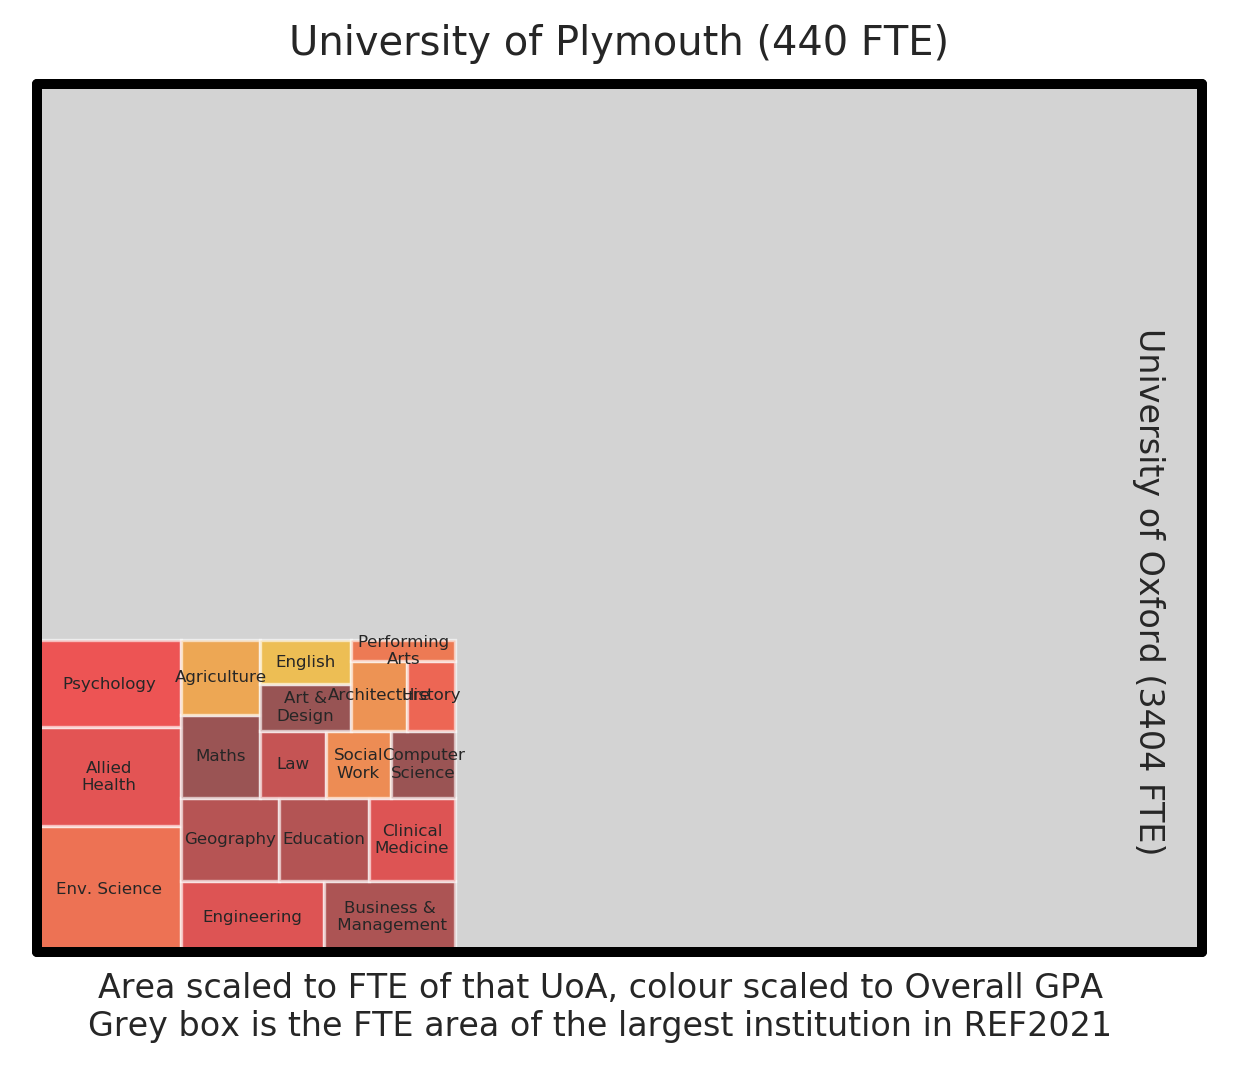 University of Plymouth (440 FTE)
University of Oxford (3404 FTE)
Performing
Arts
English
Psychology
Agriculture
Art &
Design
Architecture
History
Maths
Law
Social
Work
Computer
Science
Allied
Health
Geography
Education
Clinical
Medicine
Env. Science
Engineering
Business &
Management
Area scaled to FTE of that UoA, colour scaled to Overall GPA
Grey box is the FTE area of the largest institution in REF2021